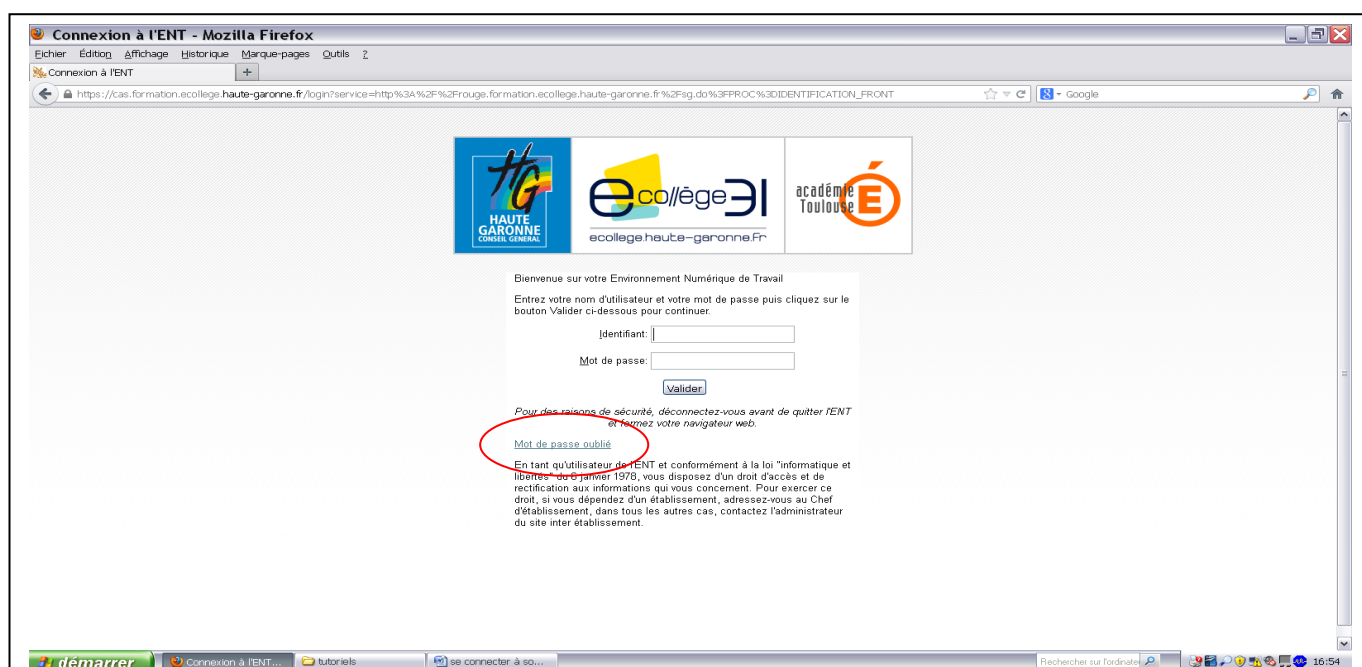 Connexion à l'ENT - Mozilla Firefox
Fichier Édition Affichage Historique Marque-pages Outils ?
Connexion à l'ENT +
https://cas.formation.ecollege.haute-garonne.fr/login?service=http%3A%2F%2Frouge.formation.ecollege.haute-garonne.fr%2Fsg.do%3FPROC%3DIDENTIFICATION_FRONT
Google
HG
HAUTE
GARONNE
CONSEIL GENERAL
ecollège31
ecollege.haute-garonne.Fr
académie
Toulouse
É
Bienvenue sur votre Environnement Numérique de Travail
Entrez votre nom d'utilisateur et votre mot de passe puis cliquez sur le
bouton Valider ci-dessous pour continuer.
Identifiant:
Mot de passe:
Valider
Pour des raisons de sécurité, déconnectez-vous avant de quitter l'ENT
et fermez votre navigateur web.
Mot de passe oublié
En tant qu'utilisateur de l'ENT et conformément à la loi "informatique et
libertés" du 6 janvier 1978, vous disposez d'un droit d'accès et de
rectification aux informations qui vous concernent. Pour exercer ce
droit, si vous dépendez d'un établissement, adressez-vous au Chef
d'établissement, dans tous les autres cas, contactez l'administrateur
du site inter établissement.
démarrer Connexion à l'ENT... tutoriels se connecter à so... Rechercher sur l'ordinate 16:54